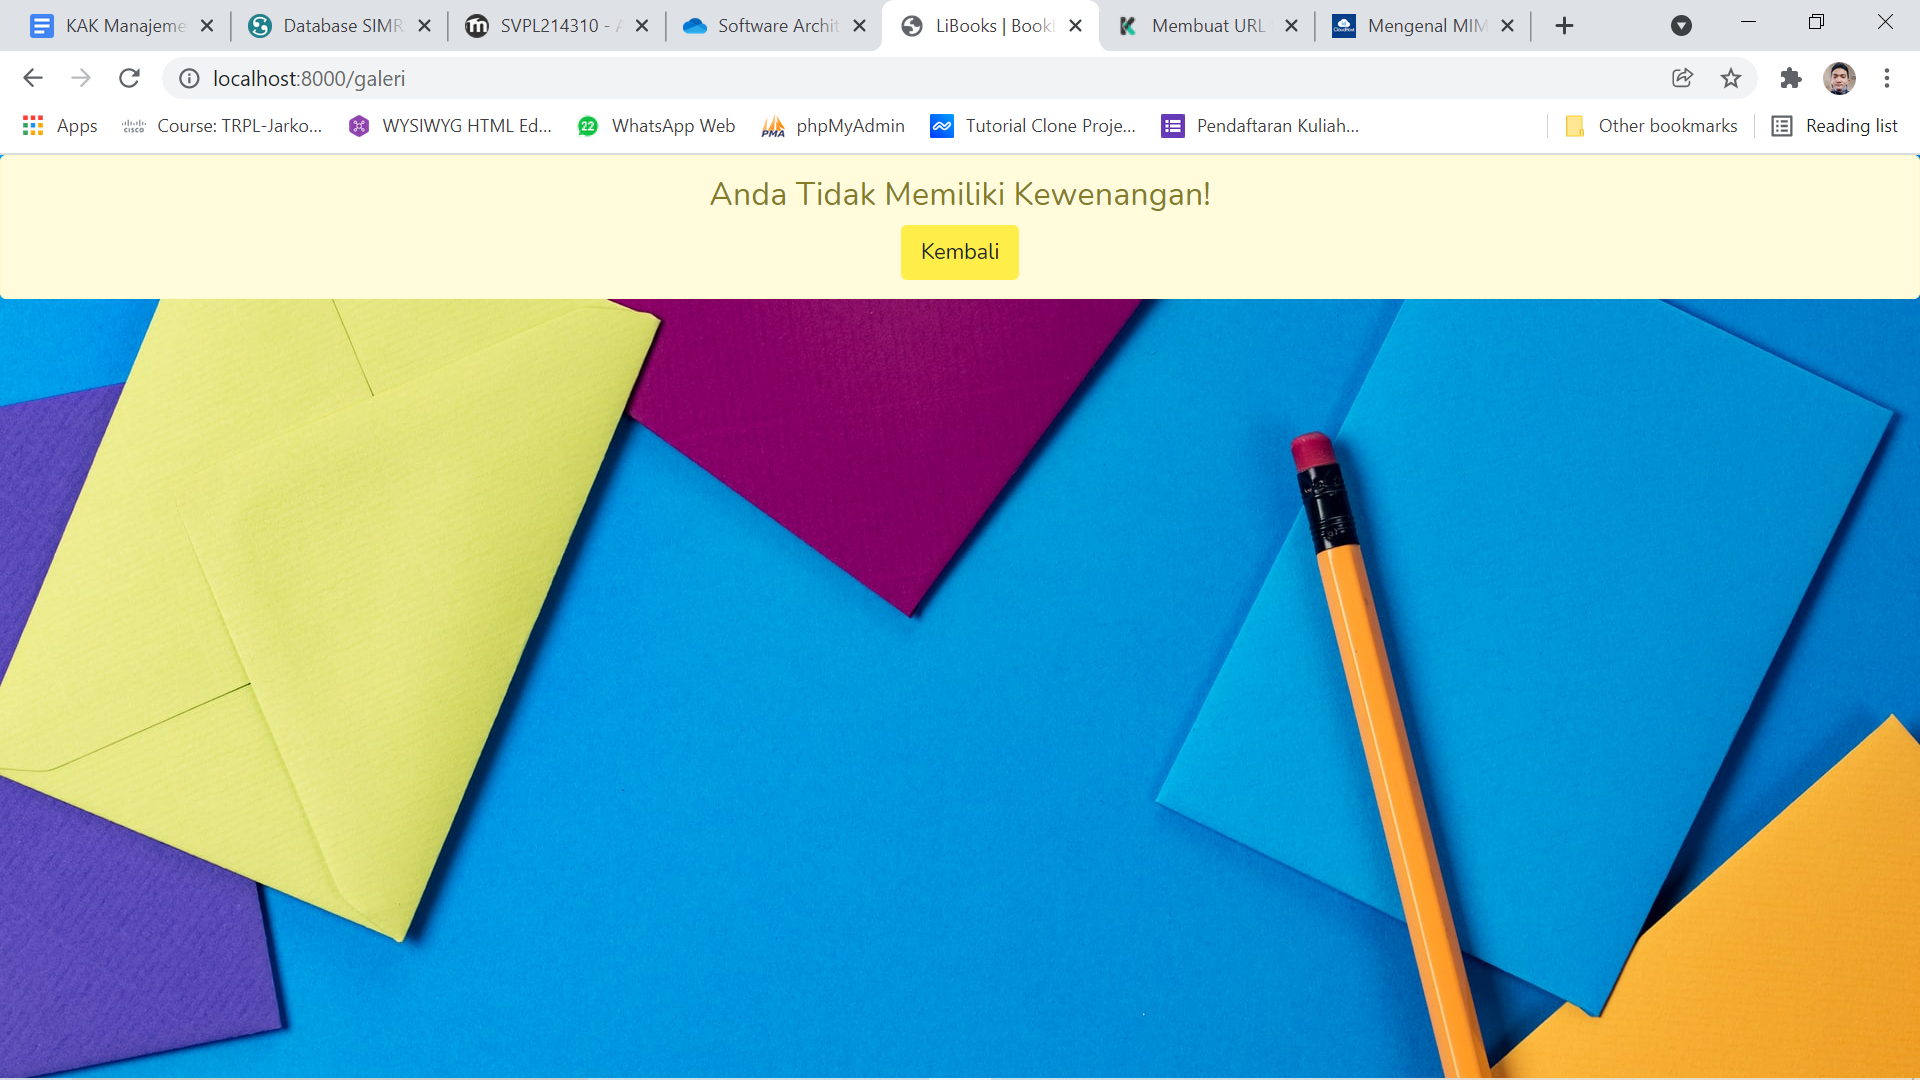 KAK Manajeme
Database SIMR
SVPL214310 - A
Software Archit
LiBooks | Book
Membuat URL
Mengenal MIM
localhost:8000/galeri
Apps
Course: TRPL-Jarko...
WYSIWYG HTML Ed...
22
WhatsApp Web
PMA
phpMyAdmin
Tutorial Clone Proje...
Pendaftaran Kuliah...
Other bookmarks
Reading list
Anda Tidak Memiliki Kewenangan!
Kembali